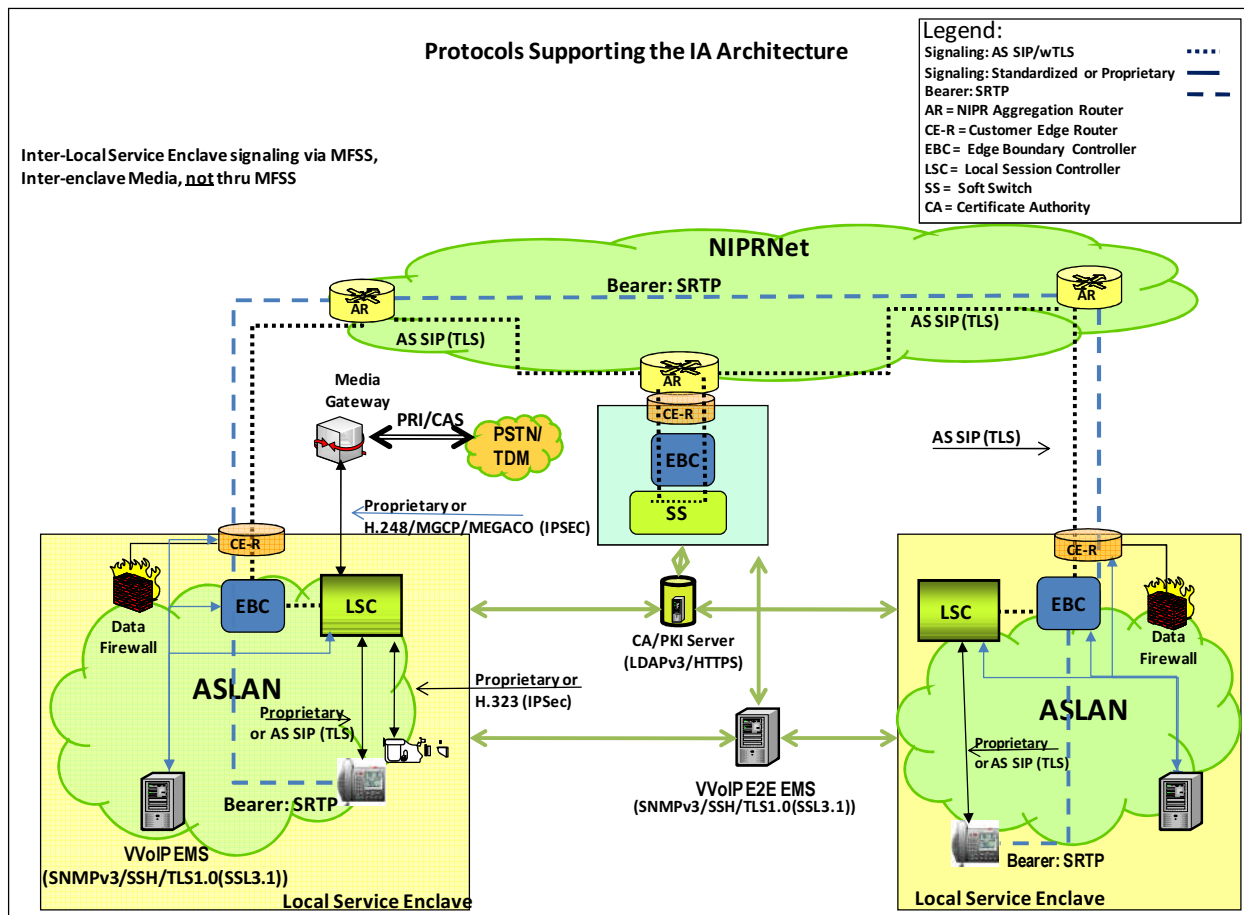 Protocols Supporting the IA Architecture
Legend:
Signaling: AS SIP/wTLS
Signaling: Standardized or Proprietary
Bearer: SRTP
AR = NIPR Aggregation Router
CE-R = Customer Edge Router
EBC = Edge Boundary Controller
LSC = Local Session Controller
SS = Soft Switch
CA = Certificate Authority
Inter-Local Service Enclave signaling via MFSS,
Inter-enclave Media, not thru MFSS
NIPRNet
Bearer: SRTP
AR
AR
AS SIP (TLS)
AS SIP (TLS)
AR
CE-R
EBC
SS
Media
Gateway
PRI/CAS
PSTN/
TDM
AS SIP (TLS)
Proprietary or
H.248/MGCP/MEGACO (IPSEC)
CE-R
EBC
LSC
Data
Firewall
ASLAN
Proprietary or
H.323 (IPSec)
Proprietary
or AS SIP (TLS)
Bearer: SRTP
VVoIP EMS
(SNMPv3/SSH/TLS1.0(SSL3.1))
Local Service Enclave
CA/PKI Server
(LDAPv3/HTTPS)
VVoIP E2E EMS
(SNMPv3/SSH/TLS1.0(SSL3.1))
CE-R
LSC
EBC
Data
Firewall
ASLAN
Proprietary
or AS SIP (TLS)
Bearer: SRTP
Local Service Enclave